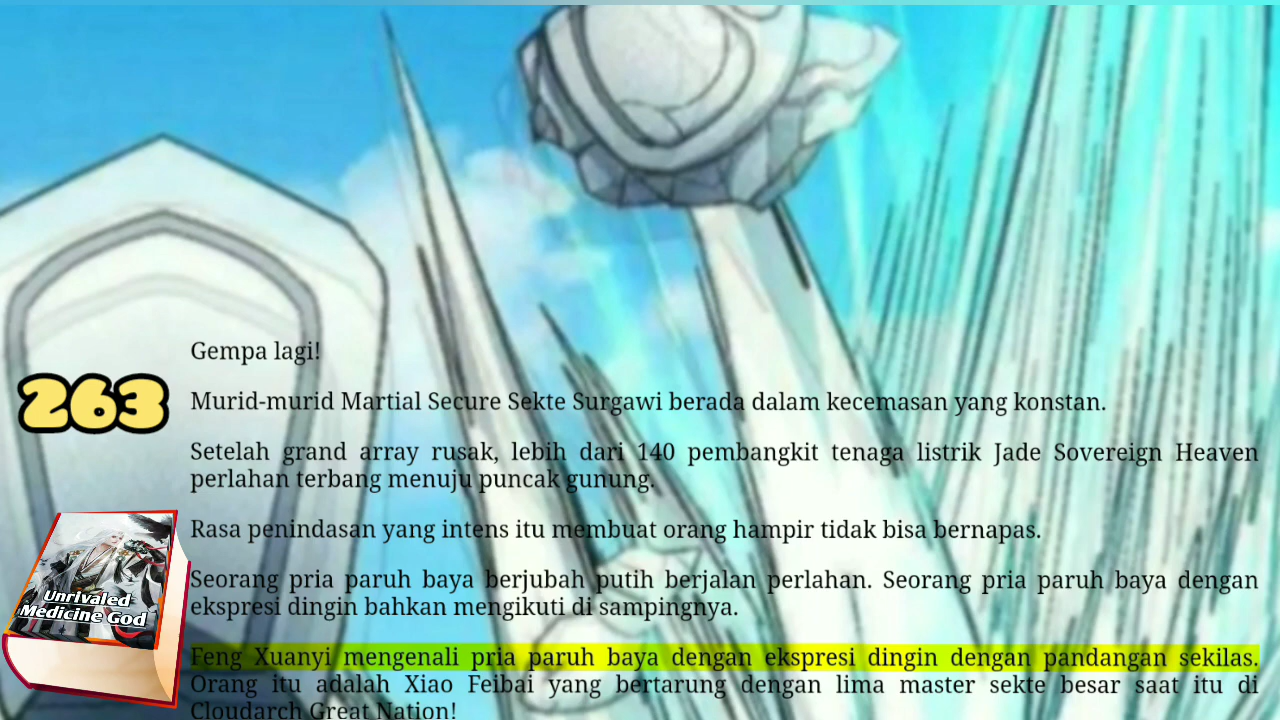 Gempa lagi!
263
Murid-murid Martial Secure Sekte Surgawi berada dalam kecemasan yang konstan.
Setelah grand array rusak, lebih dari 140 pembangkit tenaga listrik Jade Sovereign Heaven
perlahan terbang menuju puncak gunung.
Rasa penindasan yang intens itu membuat orang hampir tidak bisa bernapas.
Seorang pria paruh baya berjubah putih berjalan perlahan. Seorang pria paruh baya dengan
ekspresi dingin bahkan mengikuti di sampingnya.
Unrivaled
Medicine God
Feng Xuanyi mengenali pria paruh baya dengan ekspresi dingin dengan pandangan sekilas.
Orang itu adalah Xiao Feibai yang bertarung dengan lima master sekte besar saat itu di
Cloudarch Great Nation!